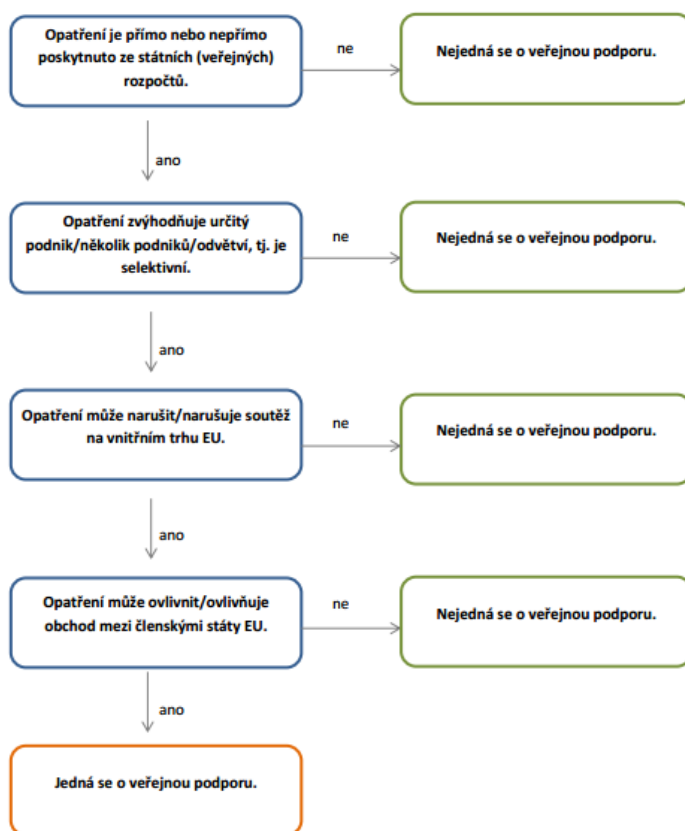 Opatření je přímo nebo nepřímo
poskytnuto ze státních (veřejných)
rozpočtů.
ne
Nejedná se o veřejnou podporu.
ano
Opatření zvýhodňuje určitý
podnik/několik podniků/odvětví, tj. je
selektivní.
ne
Nejedná se o veřejnou podporu.
ano
Opatření může narušit/narušuje soutěž
na vnitřním trhu EU.
ne
Nejedná se o veřejnou podporu.
ano
Opatření může ovlivnit/ovlivňuje
obchod mezi členskými státy EU.
ne
Nejedná se o veřejnou podporu.
ano
Jedná se o veřejnou podporu.